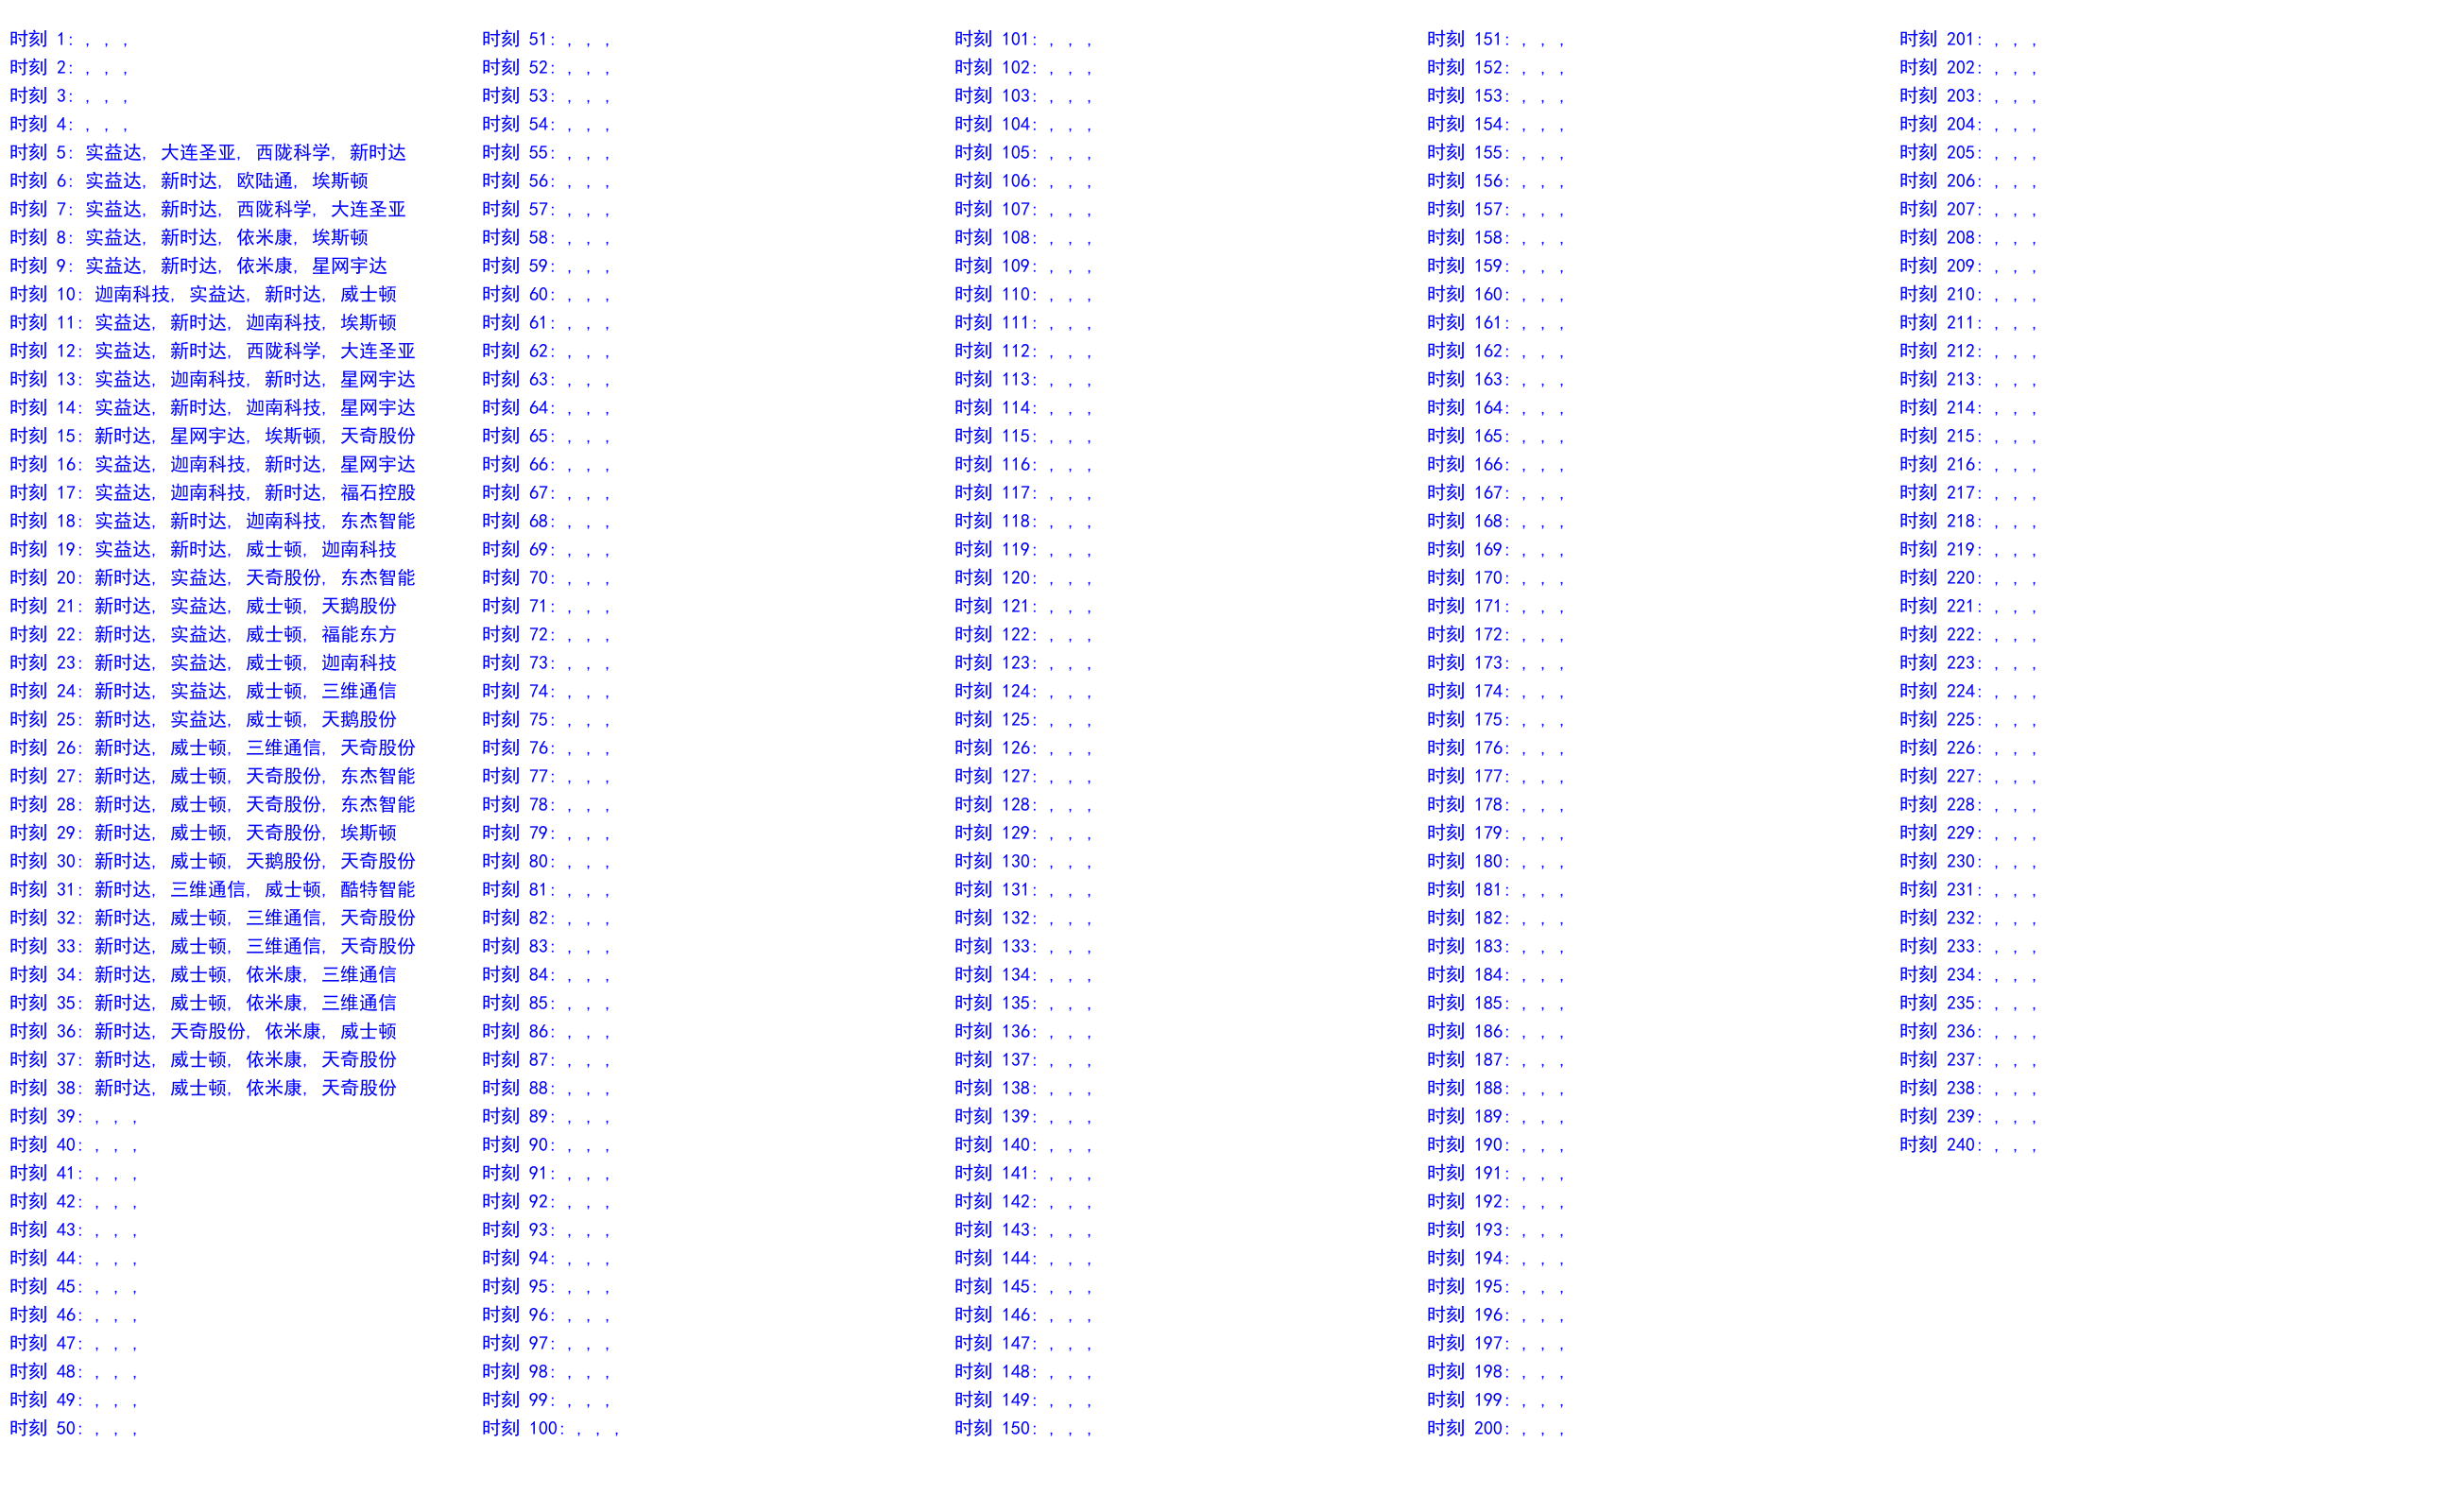 时刻 1: , , ,
时刻 2: , , ,
时刻 3: , , ,
时刻 4: , , ,
时刻 5: 实益达, 大连圣亚, 西陇科学, 新时达
时刻 6: 实益达, 新时达, 欧陆通, 埃斯顿
时刻 7: 实益达, 新时达, 西陇科学, 大连圣亚
时刻 8: 实益达, 新时达, 依米康, 埃斯顿
时刻 9: 实益达, 新时达, 依米康, 星网宇达
时刻 10: 迦南科技, 实益达, 新时达, 威士顿
时刻 11: 实益达, 新时达, 迦南科技, 埃斯顿
时刻 12: 实益达, 新时达, 西陇科学, 大连圣亚
时刻 13: 实益达, 迦南科技, 新时达, 星网宇达
时刻 14: 实益达, 新时达, 迦南科技, 星网宇达
时刻 15: 新时达, 星网宇达, 埃斯顿, 天奇股份
时刻 16: 实益达, 迦南科技, 新时达, 星网宇达
时刻 17: 实益达, 迦南科技, 新时达, 福石控股
时刻 18: 实益达, 新时达, 迦南科技, 东杰智能
时刻 19: 实益达, 新时达, 威士顿, 迦南科技
时刻 20: 新时达, 实益达, 天奇股份, 东杰智能
时刻 21: 新时达, 实益达, 威士顿, 天鹅股份
时刻 22: 新时达, 实益达, 威士顿, 福能东方
时刻 23: 新时达, 实益达, 威士顿, 迦南科技
时刻 24: 新时达, 实益达, 威士顿, 三维通信
时刻 25: 新时达, 实益达, 威士顿, 天鹅股份
时刻 26: 新时达, 威士顿, 三维通信, 天奇股份
时刻 27: 新时达, 威士顿, 天奇股份, 东杰智能
时刻 28: 新时达, 威士顿, 天奇股份, 东杰智能
时刻 29: 新时达, 威士顿, 天奇股份, 埃斯顿
时刻 30: 新时达, 威士顿, 天鹅股份, 天奇股份
时刻 31: 新时达, 三维通信, 威士顿, 酷特智能
时刻 32: 新时达, 威士顿, 三维通信, 天奇股份
时刻 33: 新时达, 威士顿, 三维通信, 天奇股份
时刻 34: 新时达, 威士顿, 依米康, 三维通信
时刻 35: 新时达, 威士顿, 依米康, 三维通信
时刻 36: 新时达, 天奇股份, 依米康, 威士顿
时刻 37: 新时达, 威士顿, 依米康, 天奇股份
时刻 38: 新时达, 威士顿, 依米康, 天奇股份
时刻 39: , , ,
时刻 40: , , ,
时刻 41: , , ,
时刻 42: , , ,
时刻 43: , , ,
时刻 44: , , ,
时刻 45: , , ,
时刻 46: , , ,
时刻 47: , , ,
时刻 48: , , ,
时刻 49: , , ,
时刻 50: , , ,
时刻 51: , , ,
时刻 52: , , ,
时刻 53: , , ,
时刻 54: , , ,
时刻 55: , , ,
时刻 56: , , ,
时刻 57: , , ,
时刻 58: , , ,
时刻 59: , , ,
时刻 60: , , ,
时刻 61: , , ,
时刻 62: , , ,
时刻 63: , , ,
时刻 64: , , ,
时刻 65: , , ,
时刻 66: , , ,
时刻 67: , , ,
时刻 68: , , ,
时刻 69: , , ,
时刻 70: , , ,
时刻 71: , , ,
时刻 72: , , ,
时刻 73: , , ,
时刻 74: , , ,
时刻 75: , , ,
时刻 76: , , ,
时刻 77: , , ,
时刻 78: , , ,
时刻 79: , , ,
时刻 80: , , ,
时刻 81: , , ,
时刻 82: , , ,
时刻 83: , , ,
时刻 84: , , ,
时刻 85: , , ,
时刻 86: , , ,
时刻 87: , , ,
时刻 88: , , ,
时刻 89: , , ,
时刻 90: , , ,
时刻 91: , , ,
时刻 92: , , ,
时刻 93: , , ,
时刻 94: , , ,
时刻 95: , , ,
时刻 96: , , ,
时刻 97: , , ,
时刻 98: , , ,
时刻 99: , , ,
时刻 100: , , ,
时刻 101: , , ,
时刻 102: , , ,
时刻 103: , , ,
时刻 104: , , ,
时刻 105: , , ,
时刻 106: , , ,
时刻 107: , , ,
时刻 108: , , ,
时刻 109: , , ,
时刻 110: , , ,
时刻 111: , , ,
时刻 112: , , ,
时刻 113: , , ,
时刻 114: , , ,
时刻 115: , , ,
时刻 116: , , ,
时刻 117: , , ,
时刻 118: , , ,
时刻 119: , , ,
时刻 120: , , ,
时刻 121: , , ,
时刻 122: , , ,
时刻 123: , , ,
时刻 124: , , ,
时刻 125: , , ,
时刻 126: , , ,
时刻 127: , , ,
时刻 128: , , ,
时刻 129: , , ,
时刻 130: , , ,
时刻 131: , , ,
时刻 132: , , ,
时刻 133: , , ,
时刻 134: , , ,
时刻 135: , , ,
时刻 136: , , ,
时刻 137: , , ,
时刻 138: , , ,
时刻 139: , , ,
时刻 140: , , ,
时刻 141: , , ,
时刻 142: , , ,
时刻 143: , , ,
时刻 144: , , ,
时刻 145: , , ,
时刻 146: , , ,
时刻 147: , , ,
时刻 148: , , ,
时刻 149: , , ,
时刻 150: , , ,
时刻 151: , , ,
时刻 152: , , ,
时刻 153: , , ,
时刻 154: , , ,
时刻 155: , , ,
时刻 156: , , ,
时刻 157: , , ,
时刻 158: , , ,
时刻 159: , , ,
时刻 160: , , ,
时刻 161: , , ,
时刻 162: , , ,
时刻 163: , , ,
时刻 164: , , ,
时刻 165: , , ,
时刻 166: , , ,
时刻 167: , , ,
时刻 168: , , ,
时刻 169: , , ,
时刻 170: , , ,
时刻 171: , , ,
时刻 172: , , ,
时刻 173: , , ,
时刻 174: , , ,
时刻 175: , , ,
时刻 176: , , ,
时刻 177: , , ,
时刻 178: , , ,
时刻 179: , , ,
时刻 180: , , ,
时刻 181: , , ,
时刻 182: , , ,
时刻 183: , , ,
时刻 184: , , ,
时刻 185: , , ,
时刻 186: , , ,
时刻 187: , , ,
时刻 188: , , ,
时刻 189: , , ,
时刻 190: , , ,
时刻 191: , , ,
时刻 192: , , ,
时刻 193: , , ,
时刻 194: , , ,
时刻 195: , , ,
时刻 196: , , ,
时刻 197: , , ,
时刻 198: , , ,
时刻 199: , , ,
时刻 200: , , ,
时刻 201: , , ,
时刻 202: , , ,
时刻 203: , , ,
时刻 204: , , ,
时刻 205: , , ,
时刻 206: , , ,
时刻 207: , , ,
时刻 208: , , ,
时刻 209: , , ,
时刻 210: , , ,
时刻 211: , , ,
时刻 212: , , ,
时刻 213: , , ,
时刻 214: , , ,
时刻 215: , , ,
时刻 216: , , ,
时刻 217: , , ,
时刻 218: , , ,
时刻 219: , , ,
时刻 220: , , ,
时刻 221: , , ,
时刻 222: , , ,
时刻 223: , , ,
时刻 224: , , ,
时刻 225: , , ,
时刻 226: , , ,
时刻 227: , , ,
时刻 228: , , ,
时刻 229: , , ,
时刻 230: , , ,
时刻 231: , , ,
时刻 232: , , ,
时刻 233: , , ,
时刻 234: , , ,
时刻 235: , , ,
时刻 236: , , ,
时刻 237: , , ,
时刻 238: , , ,
时刻 239: , , ,
时刻 240: , , ,